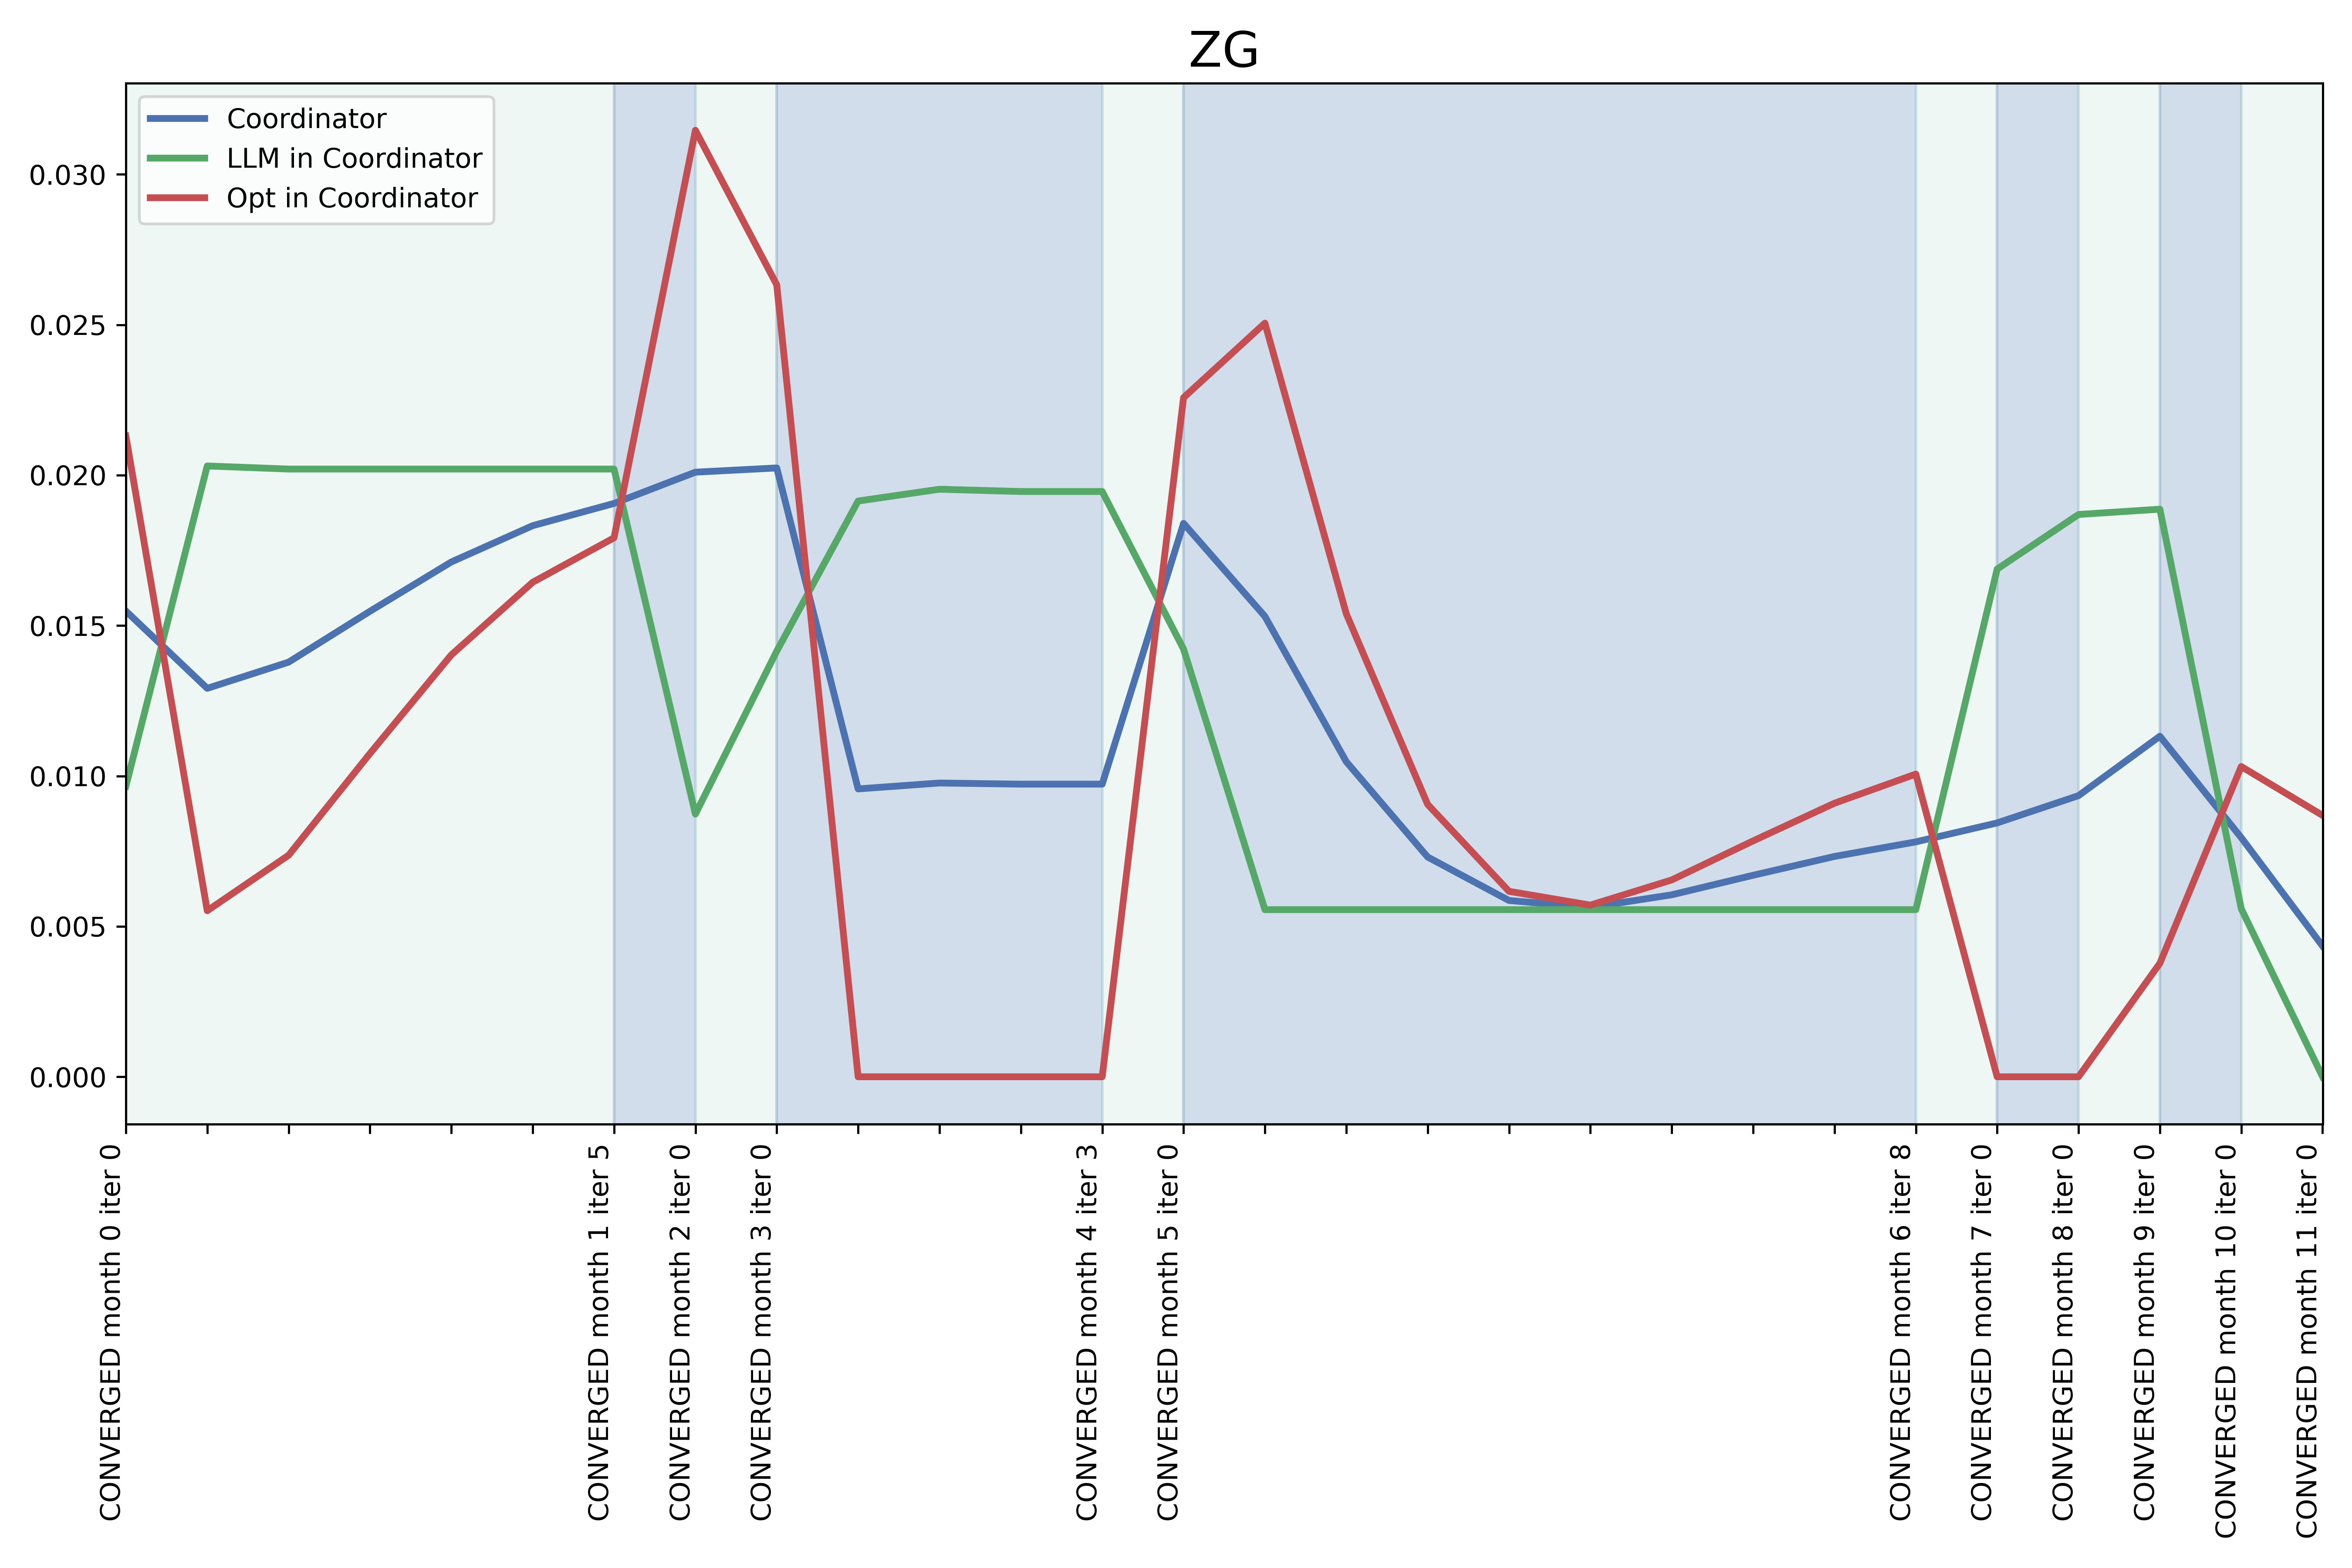 ZG
Coordinator
LLM in Coordinator
Opt in Coordinator
0.030
0.025
0.020
0.015
0.010
0.005
0.000
CONVERGED month 0 iter 0
CONVERGED month 1 iter 5
CONVERGED month 2 iter 0
CONVERGED month 3 iter 0
CONVERGED month 4 iter 3
CONVERGED month 5 iter 0
CONVERGED month 6 iter 8
CONVERGED month 7 iter 0
CONVERGED month 8 iter 0
CONVERGED month 9 iter 0
CONVERGED month 10 iter 0
CONVERGED month 11 iter 0